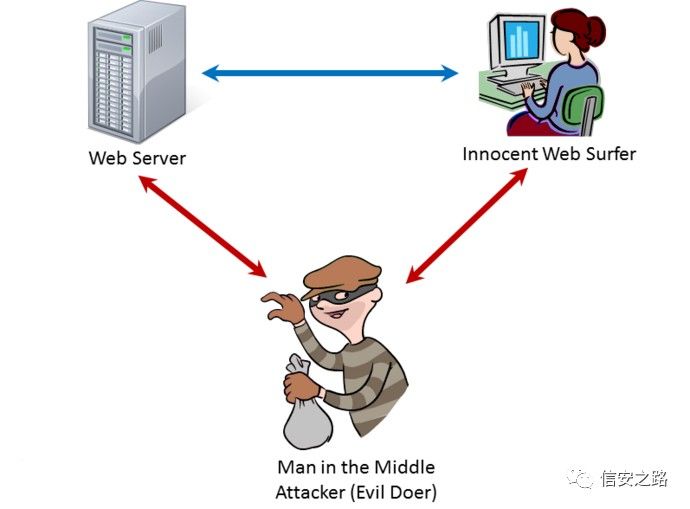 Web Server
Innocent Web Surfer
Man in the Middle
Attacker (Evil Doer)
信安之路